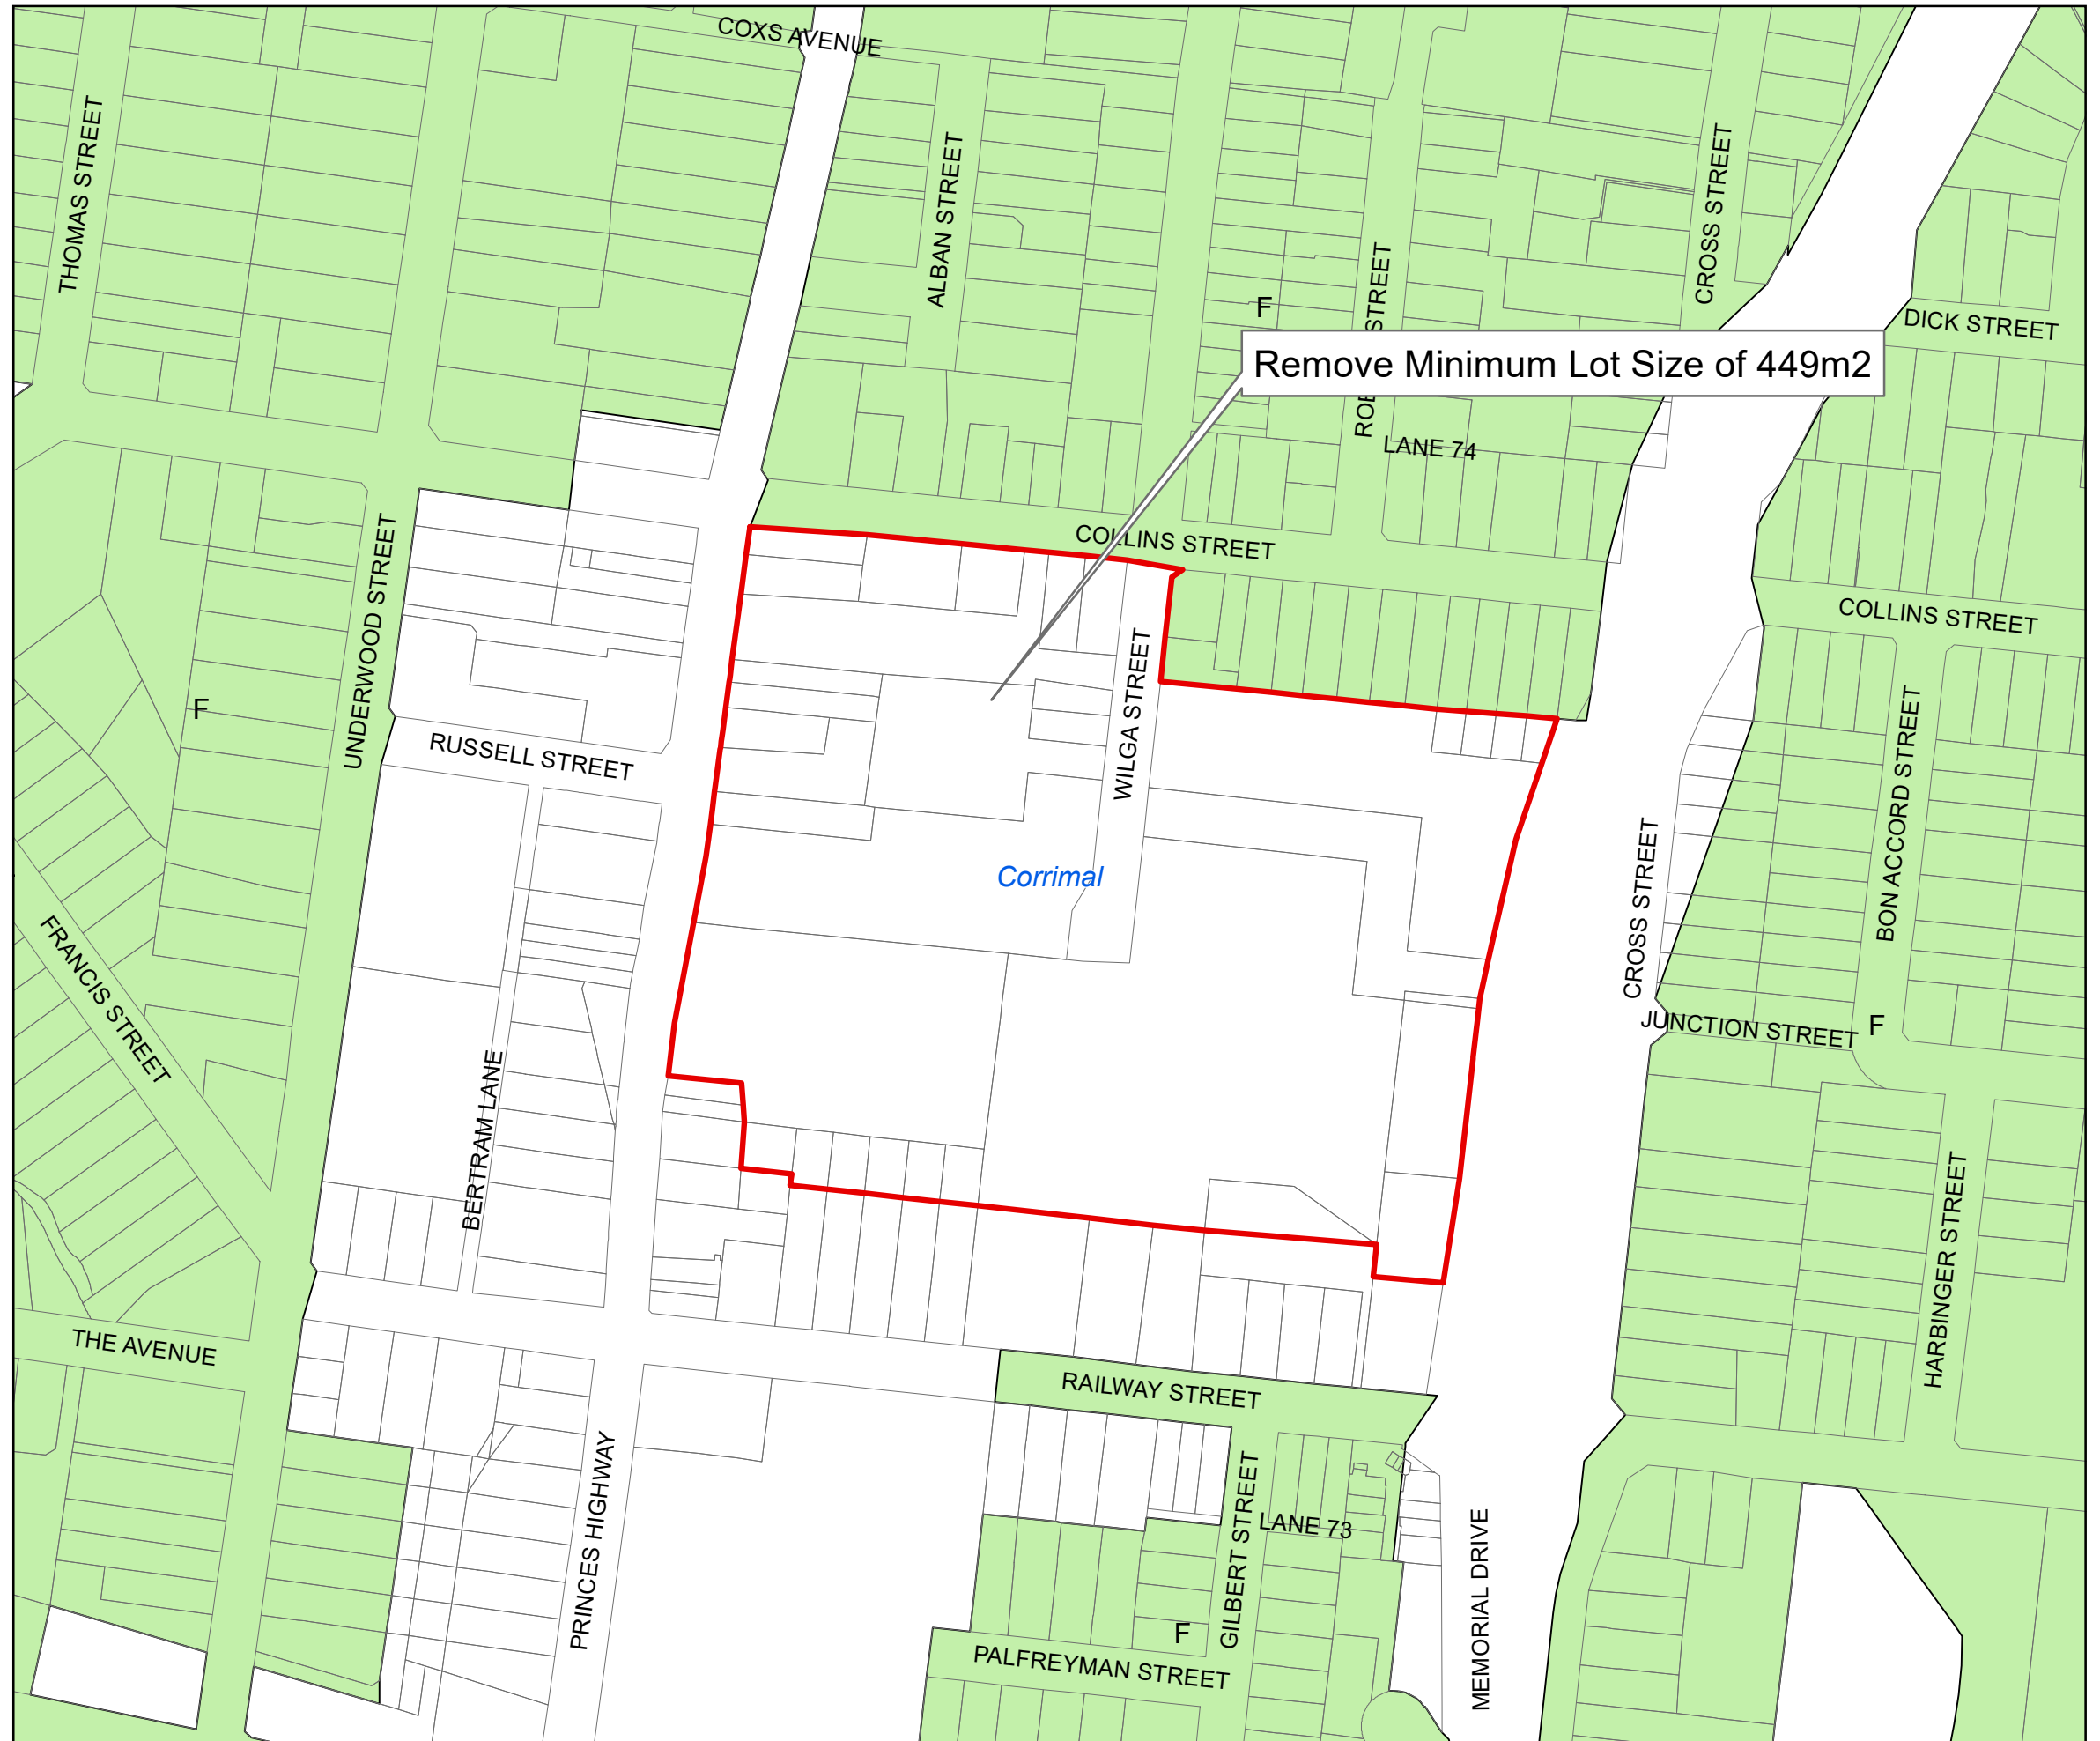 COXS AVENUE
THOMAS STREET
ALBAN STREET
CROSS STREET
F
DICK STREET
Remove Minimum Lot Size of 449m2
STREET
LANE 74
COLLINS STREET
COLLINS STREET
UNDERWOOD STREET
F
WILGA STREET
RUSSELL STREET
BON ACCORD STREET
Corrimal
CROSS STREET
FRANCIS STREET
JUNCTION STREET
F
BERTRAM LANE
HARBINGER STREET
THE AVENUE
RAILWAY STREET
PRINCES HIGHWAY
GILBERT STREET
LANE 73
MEMORIAL DRIVE
F
PALFREYMAN STREET